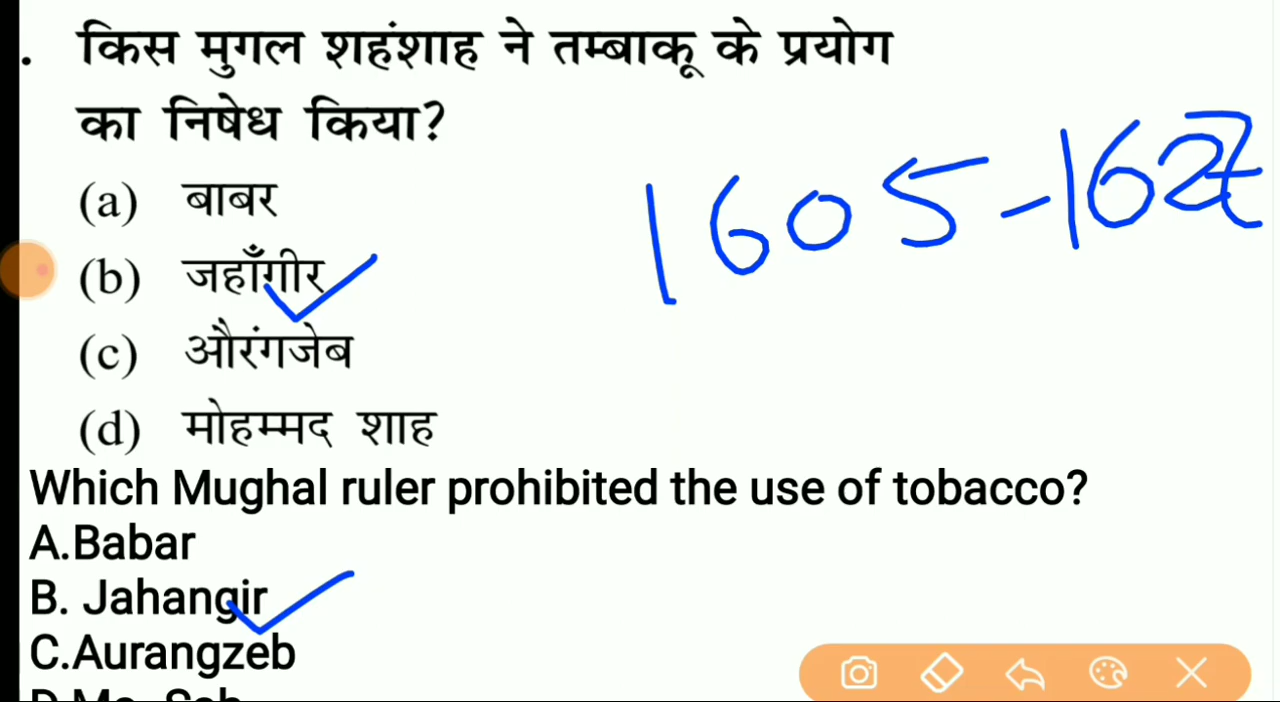 . किस मुगल शहंशाह ने तम्बाकू के प्रयोग
का निषेध किया?
1605-1627
(a) बाबर
(b) जहाँगीर
(c) औरंगजेब
(d) मोहम्मद शाह
Which Mughal ruler prohibited the use of tobacco?
A.Babar
B. Jahangir
C.Aurangzeb